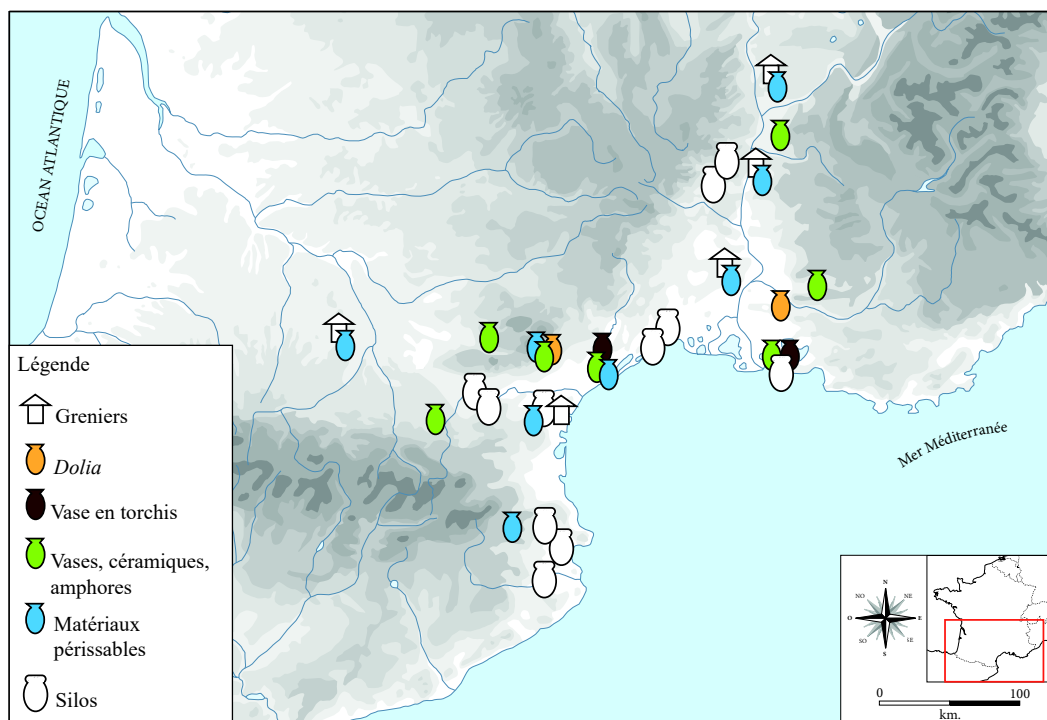 OCEAN ATLANTIQUE
Mer Méditerranée
Légende
Greniers
Dolia
Vase en torchis
Vases, céramiques,
amphores
Matériaux
périssables
Silos
N
NO
NE
O
E
SO
SE
S
0
100
km.